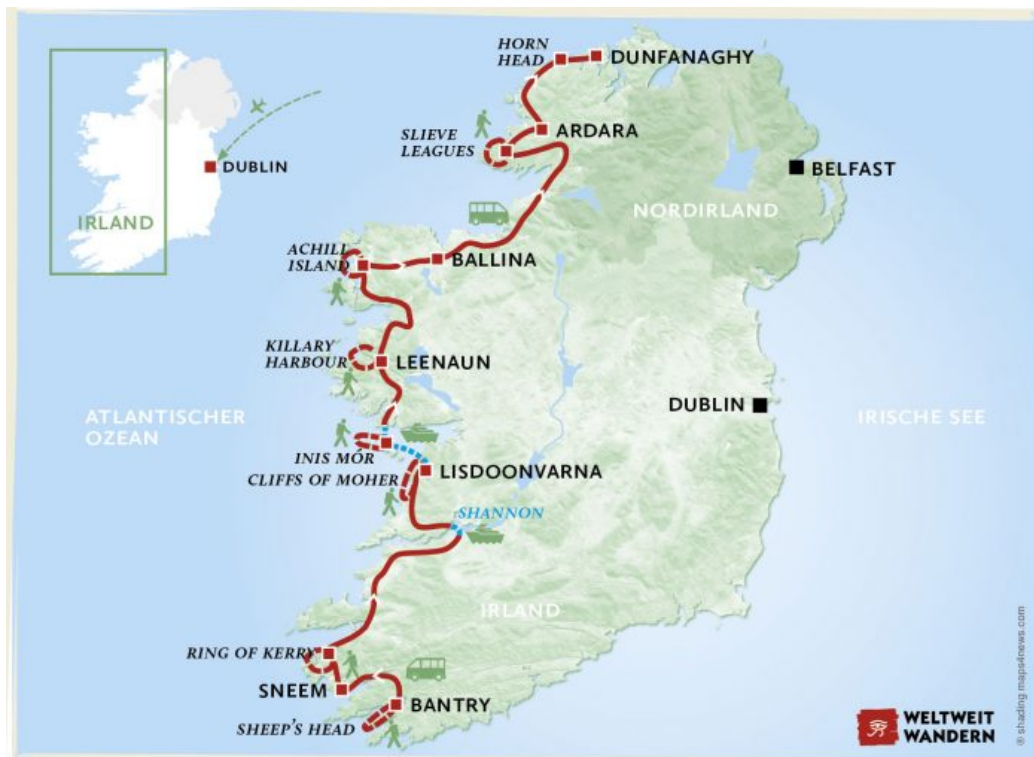 HORN
HEAD
DUNFANAGHY
SLIEVE
LEAGUES
ARDARA
DUBLIN
IRLAND
BELFAST
NORDIRLAND
ACHILL
ISLAND
BALLINA
KILLARY
HARBOUR
LEENAUN
DUBLIN
ATLANTISCHER
OZEAN
IRISCHE SEE
INIS MÓR
CLIFFS OF MOHER
LISDOONVARNA
SHANNON
IRLAND
RING OF KERRY
SNEEM
BANTRY
SHEEP'S HEAD
WELTWEIT
WANDERN
© shading maps4news.com